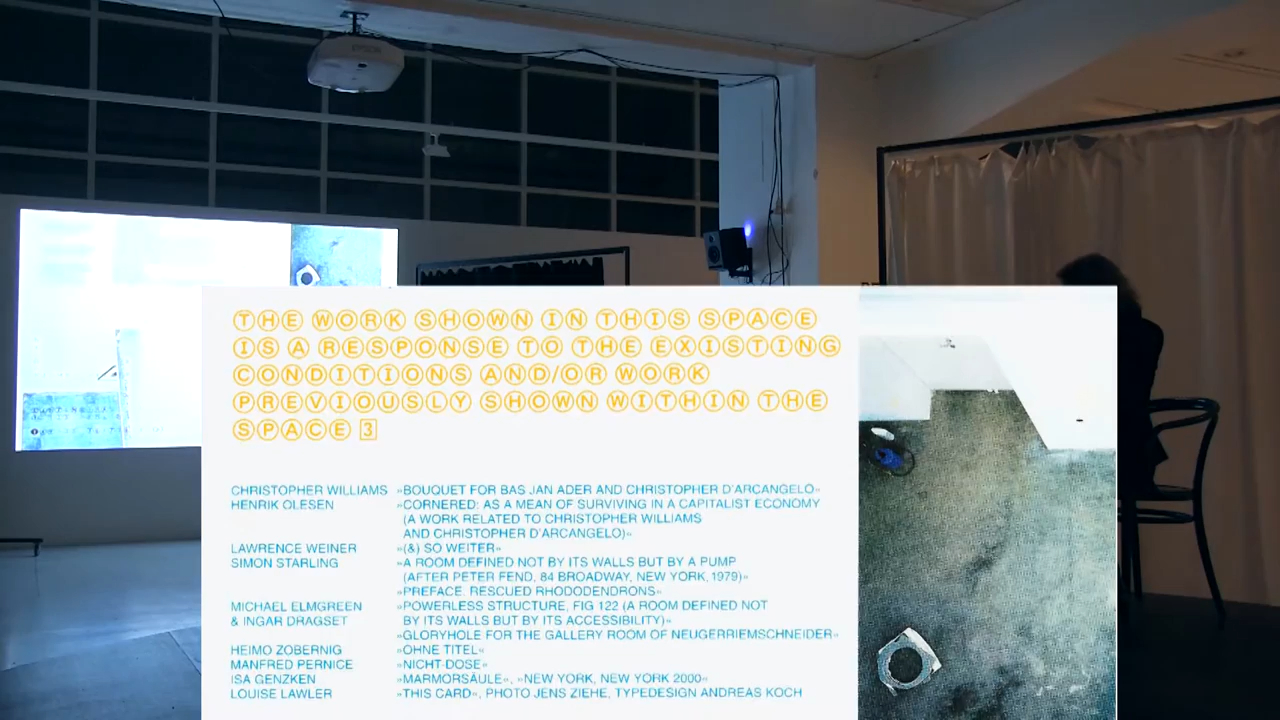 EPSON
THE WORK SHOWN IN THIS SPACE
IS A RESPONSE TO THE EXISTING
CONDITIONS AND/OR WORK
PREVIOUSLY SHOWN WITHIN THE
SPACE 3
CHRISTOPHER WILLIAMS »BOUQUET FOR BAS JAN ADER AND CHRISTOPHER D'ARCANGELO»
HENRIK OLESEN »CORNERED: AS A MEAN OF SURVIVING IN A CAPITALIST ECONOMY
(A WORK RELATED TO CHRISTOPHER WILLIAMS
AND CHRISTOPHER D'ARCANGELO)»
LAWRENCE WEINER »(&) SO WEITER»
SIMON STARLING »A ROOM DEFINED NOT BY ITS WALLS BUT BY A PUMP
(AFTER PETER FEND, 84 BROADWAY, NEW YORK, 1979)»
»PREFACE, RESCUED RHODODENDRONS»
MICHAEL ELMGREEN »POWERLESS STRUCTURE, FIG 122 (A ROOM DEFINED NOT
& INGAR DRAGSET BY ITS WALLS BUT BY ITS ACCESSIBILITY)»
»GLORYHOLE FOR THE GALLERY ROOM OF NEUGERRIEMSCHNEIDER»
HEIMO ZOBERNIG »OHNE TITEL»
MANFRED PERNICE »NICHT-DOSE»
ISA GENZKEN »MARMORSÄULE», »NEW YORK, NEW YORK 2000»
LOUISE LAWLER »THIS CARD», PHOTO JENS ZIEHE, TYPEDESIGN ANDREAS KOCH